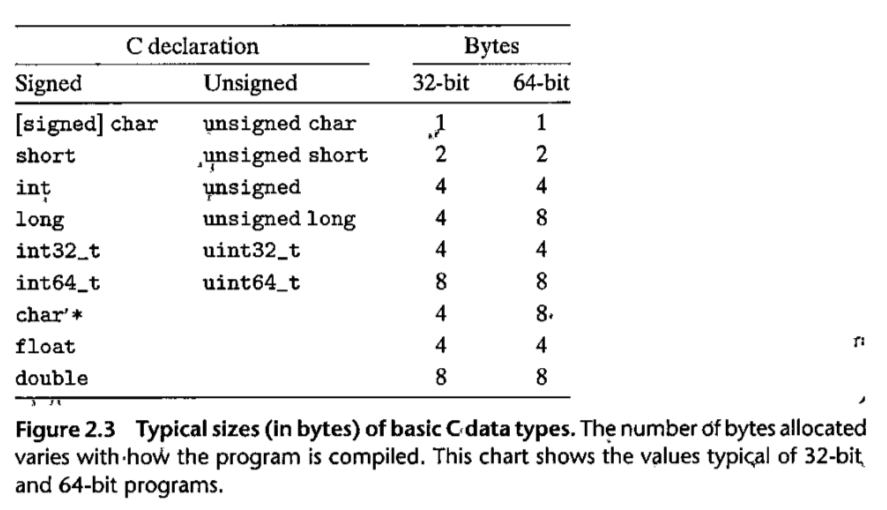 C declaration Bytes
Signed Unsigned 32-bit 64-bit
[signed] char unsigned char 1 1
short unsigned short 2 2
int unsigned 4 4
long unsigned long 4 8
int32_t uint32_t 4 4
int64_t uint64_t 8 8
char * 4 8
float 4 4
double 8 8
Figure 2.3 Typical sizes (in bytes) of basic C data types. The number of bytes allocated
varies with how the program is compiled. This chart shows the values typical of 32-bit
and 64-bit programs.